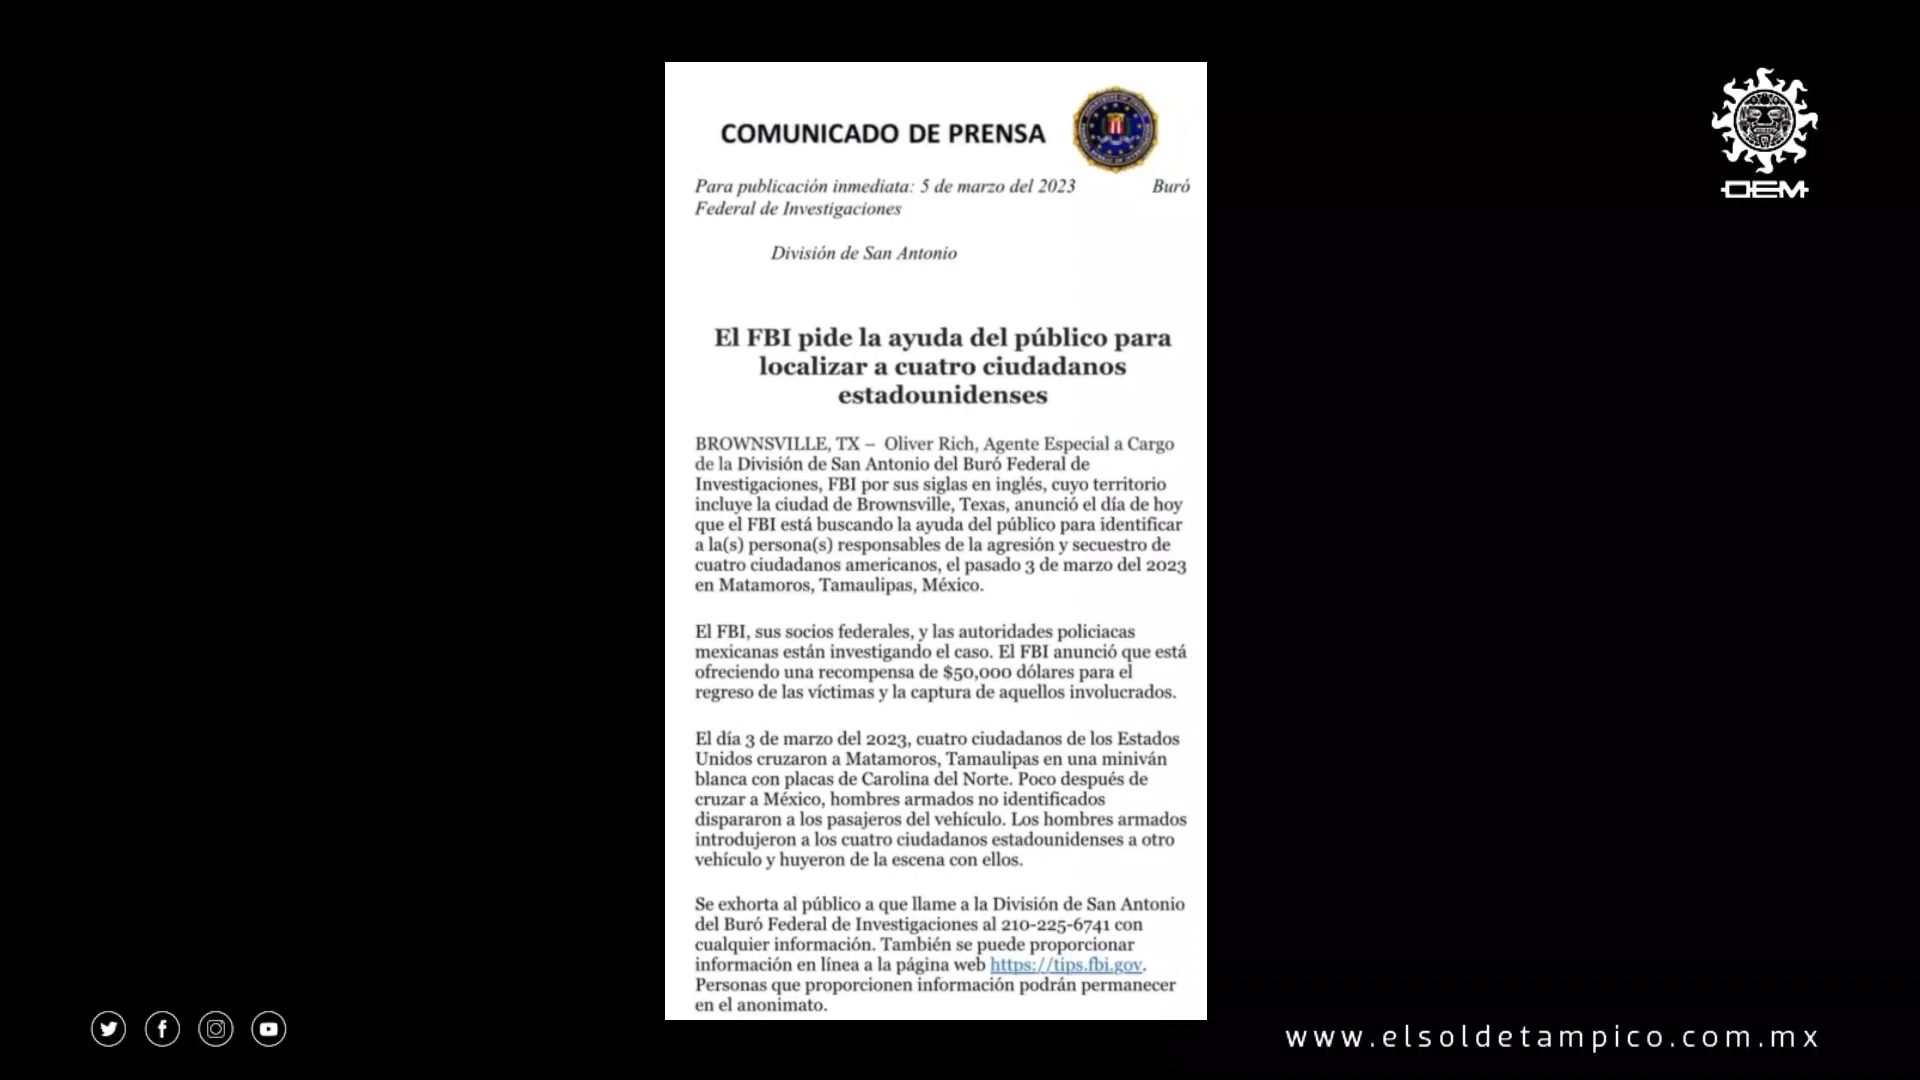 COMUNICADO DE PRENSA
Para publicación inmediata: 5 de marzo del 2023 Buró
Federal de Investigaciones
División de San Antonio
El FBI pide la ayuda del público para
localizar a cuatro ciudadanos
estadounidenses
BROWNSVILLE, TX – Oliver Rich, Agente Especial a Cargo
de la División de San Antonio del Buró Federal de
Investigaciones, FBI por sus siglas en inglés, cuyo territorio
incluye la ciudad de Brownsville, Texas, anunció el día de hoy
que el FBI está buscando la ayuda del público para identificar
a la(s) persona(s) responsables de la agresión y secuestro de
cuatro ciudadanos americanos, el pasado 3 de marzo del 2023
en Matamoros, Tamaulipas, México.
El FBI, sus socios federales, y las autoridades policiacas
mexicanas están investigando el caso. El FBI anunció que está
ofreciendo una recompensa de $50,000 dólares para el
regreso de las víctimas y la captura de aquellos involucrados.
El día 3 de marzo del 2023, cuatro ciudadanos de los Estados
Unidos cruzaron a Matamoros, Tamaulipas en una miniván
blanca con placas de Carolina del Norte. Poco después de
cruzar a México, hombres armados no identificados
dispararon a los pasajeros del vehículo. Los hombres armados
introdujeron a los cuatro ciudadanos estadounidenses a otro
vehículo y huyeron de la escena con ellos.
Se exhorta al público a que llame a la División de San Antonio
del Buró Federal de Investigaciones al 210-225-6741 con
cualquier información. También se puede proporcionar
información en línea a la página web https://tips.fbi.gov.
Personas que proporcionen información podrán permanecer
en el anonimato.
OEM
www.elsoldetampico.com.mx